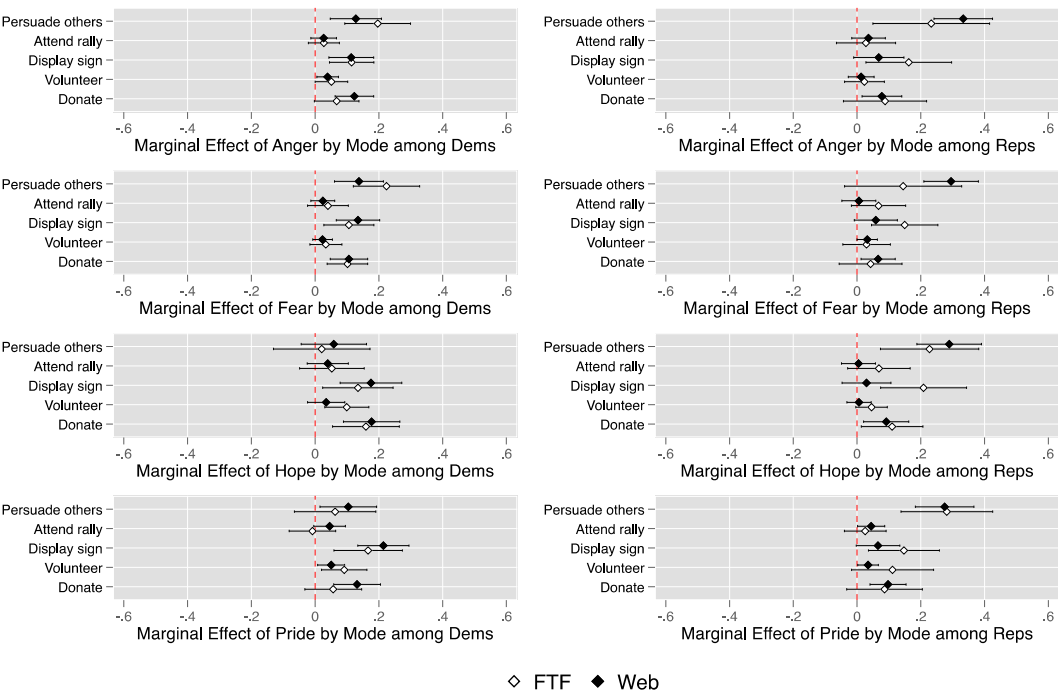 Persuade others
Attend rally
Display sign
Volunteer
Donate
-.6 -.4 -.2 0 .2 .4 .6
Marginal Effect of Anger by Mode among Dems
Persuade others
Attend rally
Display sign
Volunteer
Donate
-.6 -.4 -.2 0 .2 .4 .6
Marginal Effect of Anger by Mode among Reps
Persuade others
Attend rally
Display sign
Volunteer
Donate
-.6 -.4 -.2 0 .2 .4 .6
Marginal Effect of Fear by Mode among Dems
Persuade others
Attend rally
Display sign
Volunteer
Donate
-.6 -.4 -.2 0 .2 .4 .6
Marginal Effect of Fear by Mode among Reps
Persuade others
Attend rally
Display sign
Volunteer
Donate
-.6 -.4 -.2 0 .2 .4 .6
Marginal Effect of Hope by Mode among Dems
Persuade others
Attend rally
Display sign
Volunteer
Donate
-.6 -.4 -.2 0 .2 .4 .6
Marginal Effect of Hope by Mode among Reps
Persuade others
Attend rally
Display sign
Volunteer
Donate
-.6 -.4 -.2 0 .2 .4 .6
Marginal Effect of Pride by Mode among Dems
Persuade others
Attend rally
Display sign
Volunteer
Donate
-.6 -.4 -.2 0 .2 .4 .6
Marginal Effect of Pride by Mode among Reps
FTF Web